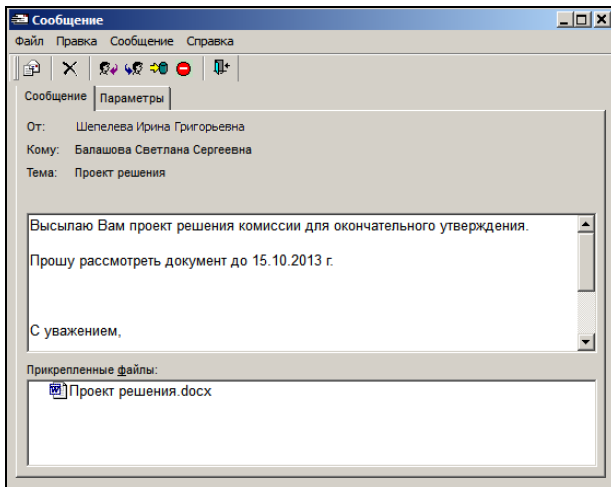 Сообщение
Файл Правка Сообщение Справка
Сообщение Параметры
От: Шепелева Ирина Григорьевна
Кому: Балашова Светлана Сергеевна
Тема: Проект решения
Высылаю Вам проект решения комиссии для окончательного утверждения.
Прошу рассмотреть документ до 15.10.2013 г.
С уважением,
Прикрепленные файлы:
Проект решения.docx